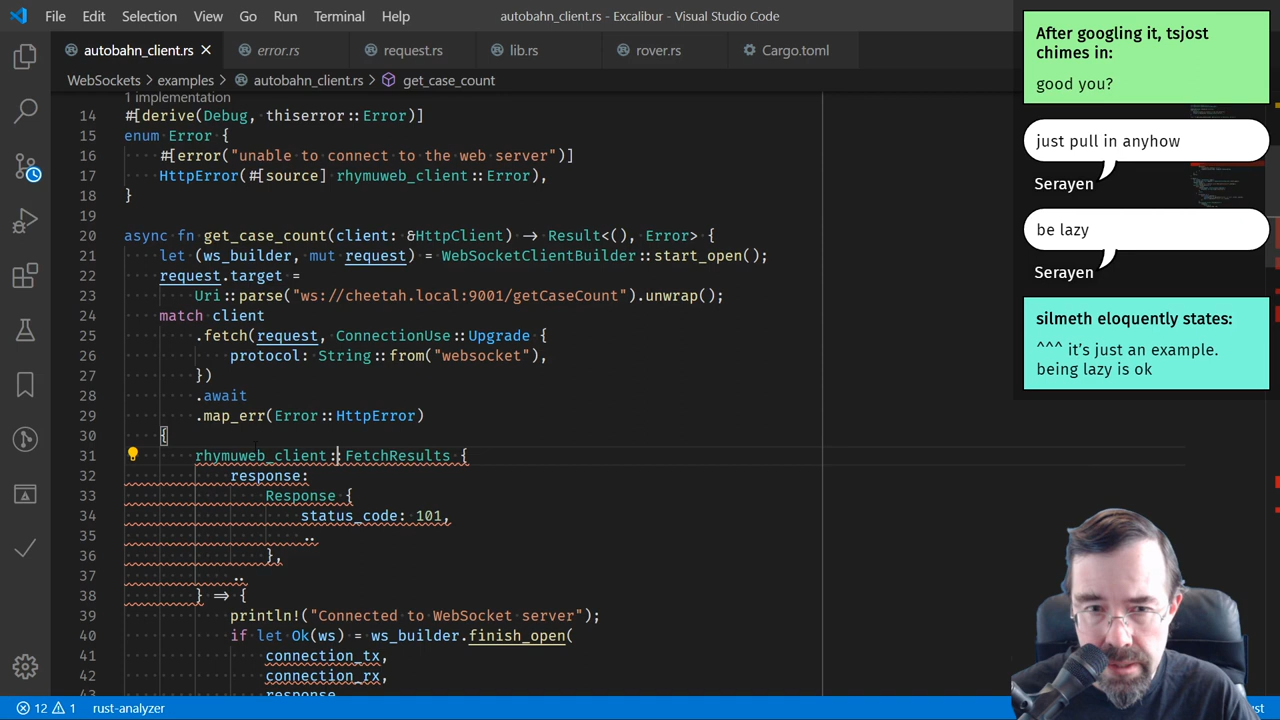 File Edit Selection View Go Run Terminal Help
autobahn_client.rs - Excalibur - Visual Studio Code
autobahn_client.rs × error.rs request.rs lib.rs rover.rs Cargo.toml
WebSockets > examples > autobahn_client.rs > get_case_count
1 implementation
14 #[derive(Debug, thiserror::Error)]
15 enum Error {
16 #[error("unable to connect to the web server")]
17 HttpError(#[source] rhymuweb_client::Error),
18 }
19
20 async fn get_case_count(client: &HttpClient) -> Result<(), Error> {
21 let (ws_builder, mut request) = WebSocketClientBuilder::start_open();
22 request.target =
23 Uri::parse("ws://cheetah.local:9001/getCaseCount").unwrap();
24 match client
25 .fetch(request, ConnectionUse::Upgrade {
26 protocol: String::from("websocket"),
27 })
28 .await
29 .map_err(Error::HttpError)
30 {
31 rhymuweb_client::FetchResults {
32 response:
33 Response {
34 status_code: 101,
35 ..
36 },
37 ..
38 } => {
39 println!("Connected to WebSocket server");
40 if let Ok(ws) = ws_builder.finish_open(
41 connection_tx,
42 connection_rx,
43 response
12 1 rust-analyzer
After googling it, tsjost
chimes in:
good you?
just pull in anyhow
Serayen
be lazy
Serayen
silmeth eloquently states:
^^^ it's just an example.
being lazy is ok